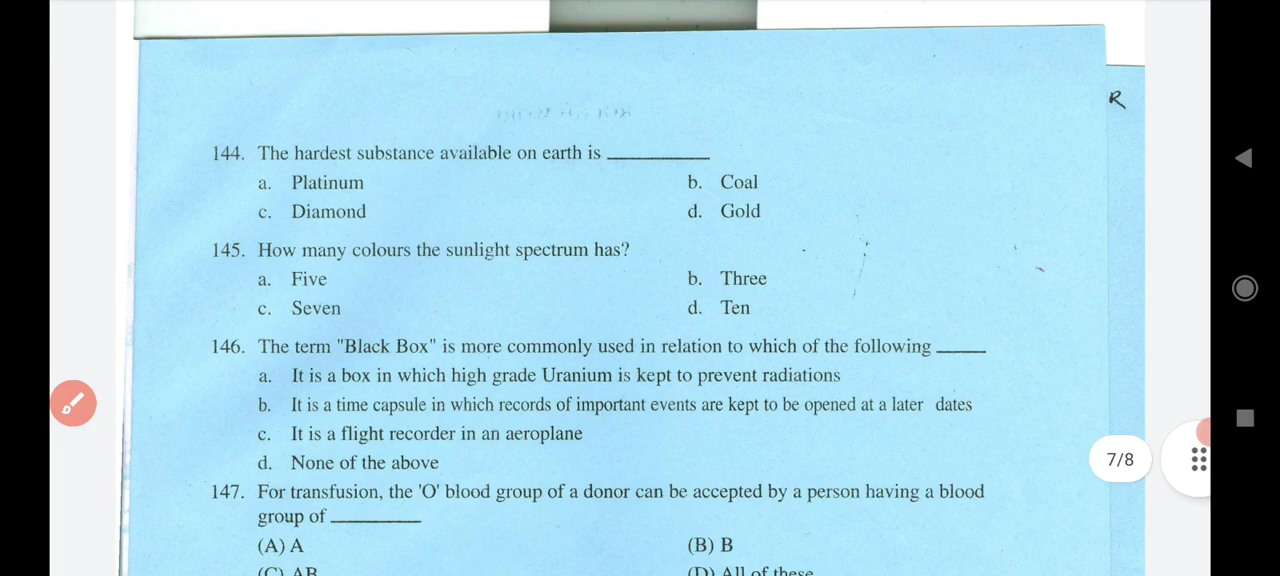 R
144. The hardest substance available on earth is
a. Platinum b. Coal
c. Diamond d. Gold
145. How many colours the sunlight spectrum has?
a. Five b. Three
c. Seven d. Ten
146. The term "Black Box" is more commonly used in relation to which of the following
a. It is a box in which high grade Uranium is kept to prevent radiations
b. It is a time capsule in which records of important events are kept to be opened at a later dates
c. It is a flight recorder in an aeroplane
d. None of the above
7/8
147. For transfusion, the 'O' blood group of a donor can be accepted by a person having a blood
group of
(A) A (B) B
(C) AB (D) All of these